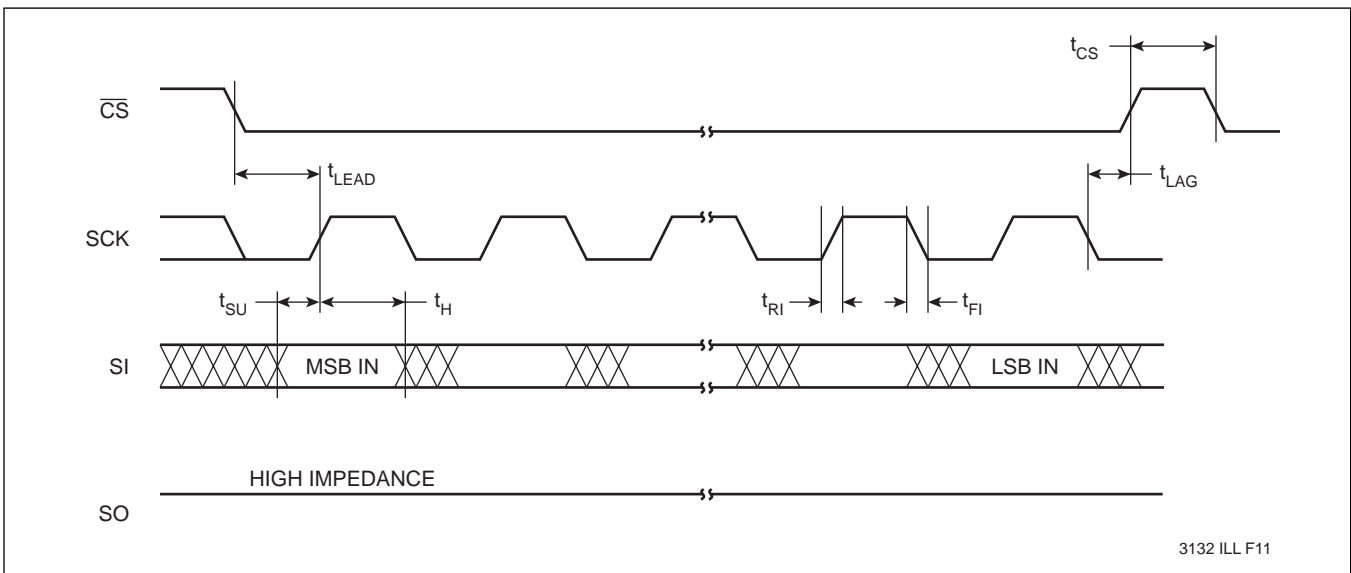 tCS
CS
tLEAD
tLAG
SCK
tSU
tH
tRI
tFI
SI
MSB IN
LSB IN
HIGH IMPEDANCE
SO
3132 ILL F11